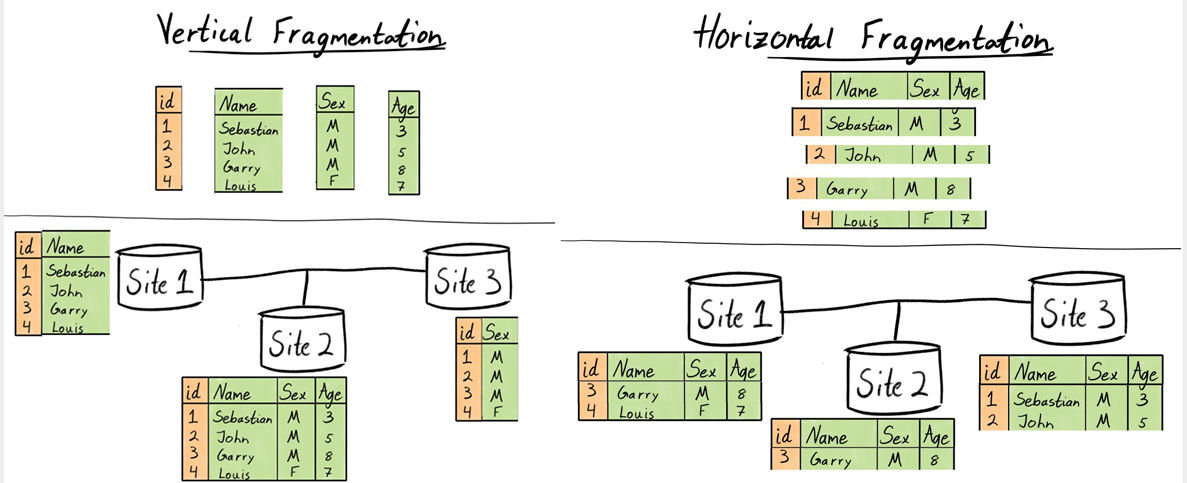 Vertical Fragmentation
id Name Sex Age
1 Sebastian M 3
2 John M 5
3 Garry M 8
4 Louis F 7
id Name
1 Sebastian
2 John
3 Garry
4 Louis
Site 1
Site 2
id Name Sex Age
1 Sebastian M 3
2 John M 5
3 Garry M 8
4 Louis F 7
Site 3
id Sex
1 M
2 M
3 M
4 F
Horizontal Fragmentation
id Name Sex Age
1 Sebastian M 3
2 John M 5
3 Garry M 8
4 Louis F 7
Site 1
id Name Sex Age
3 Garry M 8
4 Louis F 7
Site 2
id Name Sex Age
3 Garry M 8
Site 3
id Name Sex Age
1 Sebastian M 3
2 John M 5